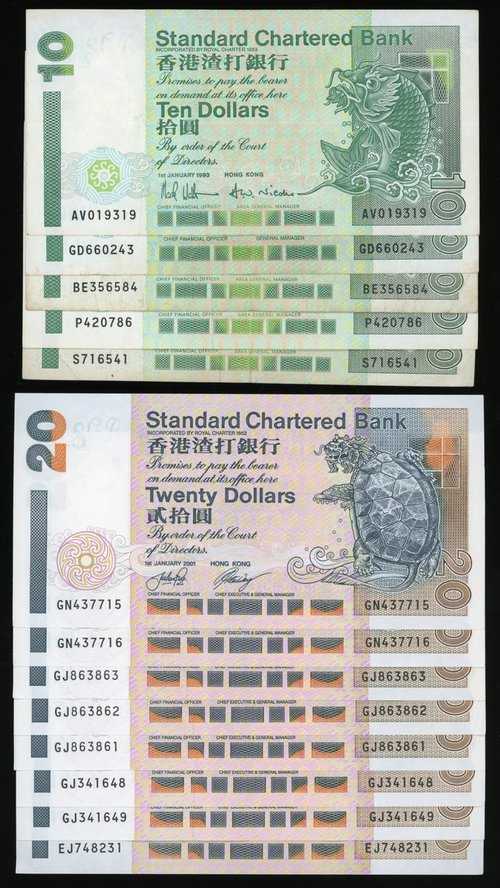 10
Standard Chartered Bank
INCORPORATED BY ROYAL CHARTER 1853
香港渣打銀行
Promises to pay the bearer
on demand at its office here
Ten Dollars
拾圓
By order of the Court
of Directors.
1ST JANUARY 1993 HONG KONG
CHIEF FINANCIAL OFFICER AREA GENERAL MANAGER
10
AV019319 AV019319
CHIEF FINANCIAL OFFICER GENERAL MANAGER
GD660243 GD660243
CHIEF FINANCIAL OFFICER AREA GENERAL MANAGER
BE356584 BE356584
CHIEF FINANCIAL OFFICER AREA GENERAL MANAGER
P420786 P420786
CHIEF FINANCIAL OFFICER AREA GENERAL MANAGER
S716541 S716541
20
Standard Chartered Bank
INCORPORATED BY ROYAL CHARTER 1853
香港渣打銀行
Promises to pay the bearer
on demand at its office here
Twenty Dollars
貳拾圓
By order of the Court
of Directors.
1ST JANUARY 2001 HONG KONG
20
CHIEF FINANCIAL OFFICER CHIEF EXECUTIVE & GENERAL MANAGER
GN437715 GN437715
CHIEF FINANCIAL OFFICER CHIEF EXECUTIVE & GENERAL MANAGER
GN437716 GN437716
CHIEF FINANCIAL OFFICER CHIEF EXECUTIVE & GENERAL MANAGER
GJ863863 GJ863863
CHIEF FINANCIAL OFFICER CHIEF EXECUTIVE & GENERAL MANAGER
GJ863862 GJ863862
CHIEF FINANCIAL OFFICER CHIEF EXECUTIVE & GENERAL MANAGER
GJ863861 GJ863861
CHIEF FINANCIAL OFFICER CHIEF EXECUTIVE & GENERAL MANAGER
GJ341648 GJ341648
CHIEF FINANCIAL OFFICER CHIEF EXECUTIVE & GENERAL MANAGER
GJ341649 GJ341649
CHIEF FINANCIAL OFFICER CHIEF EXECUTIVE & GENERAL MANAGER
EJ748231 EJ748231